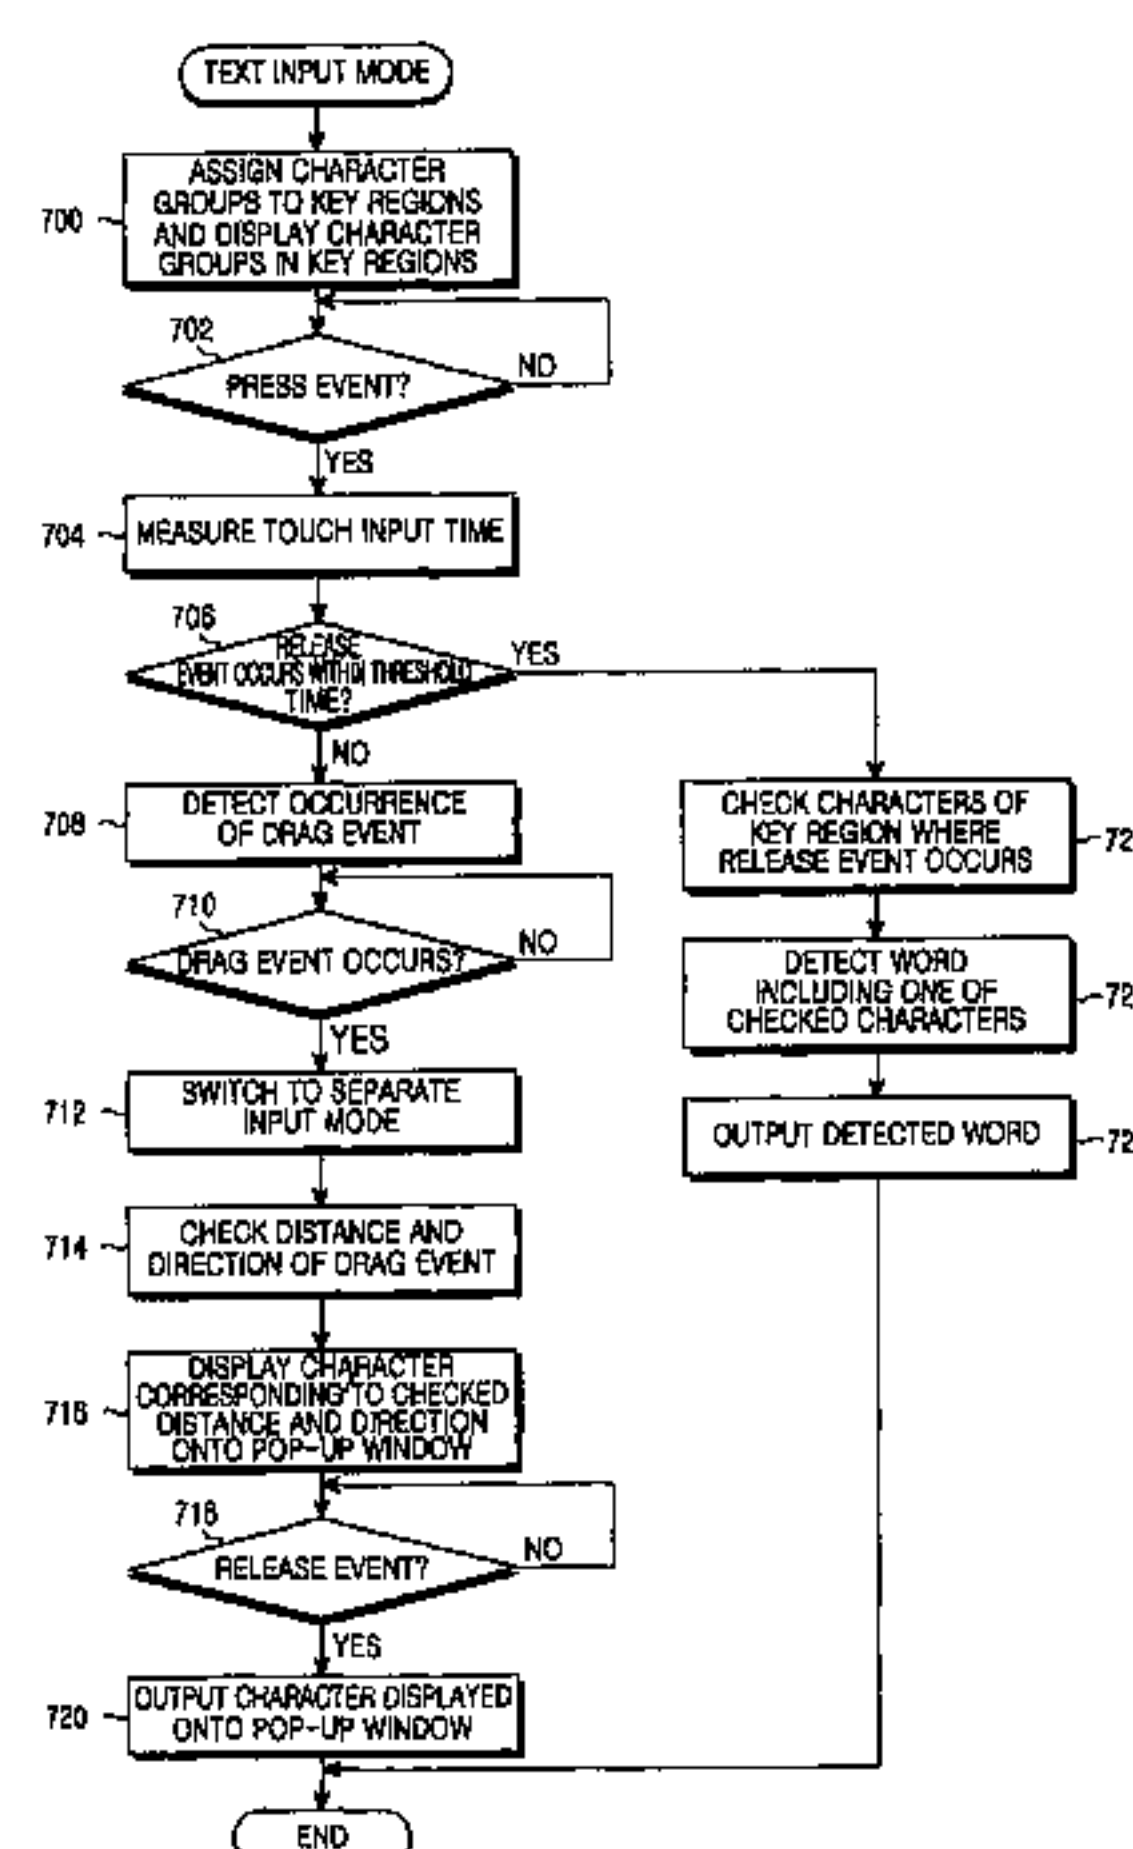 TEXT INPUT MODE
700
ASSIGN CHARACTER
GROUPS TO KEY REGIONS
AND DISPLAY CHARACTER
GROUPS IN KEY REGIONS
702
PRESS EVENT?
NO
YES
704
MEASURE TOUCH INPUT TIME
706
RELEASE
EVENT OCCURS WITHIN THRESHOLD
TIME?
YES
NO
708
DETECT OCCURRENCE
OF DRAG EVENT
710
DRAG EVENT OCCURS?
NO
YES
712
SWITCH TO SEPARATE
INPUT MODE
714
CHECK DISTANCE AND
DIRECTION OF DRAG EVENT
716
DISPLAY CHARACTER
CORRESPONDING TO CHECKED
DISTANCE AND DIRECTION
ONTO POP-UP WINDOW
718
RELEASE EVENT?
NO
YES
720
OUTPUT CHARACTER DISPLAYED
ONTO POP-UP WINDOW
CHECK CHARACTERS OF
KEY REGION WHERE
RELEASE EVENT OCCURS
72
DETECT WORD
INCLUDING ONE OF
CHECKED CHARACTERS
72
OUTPUT DETECTED WORD
72
END